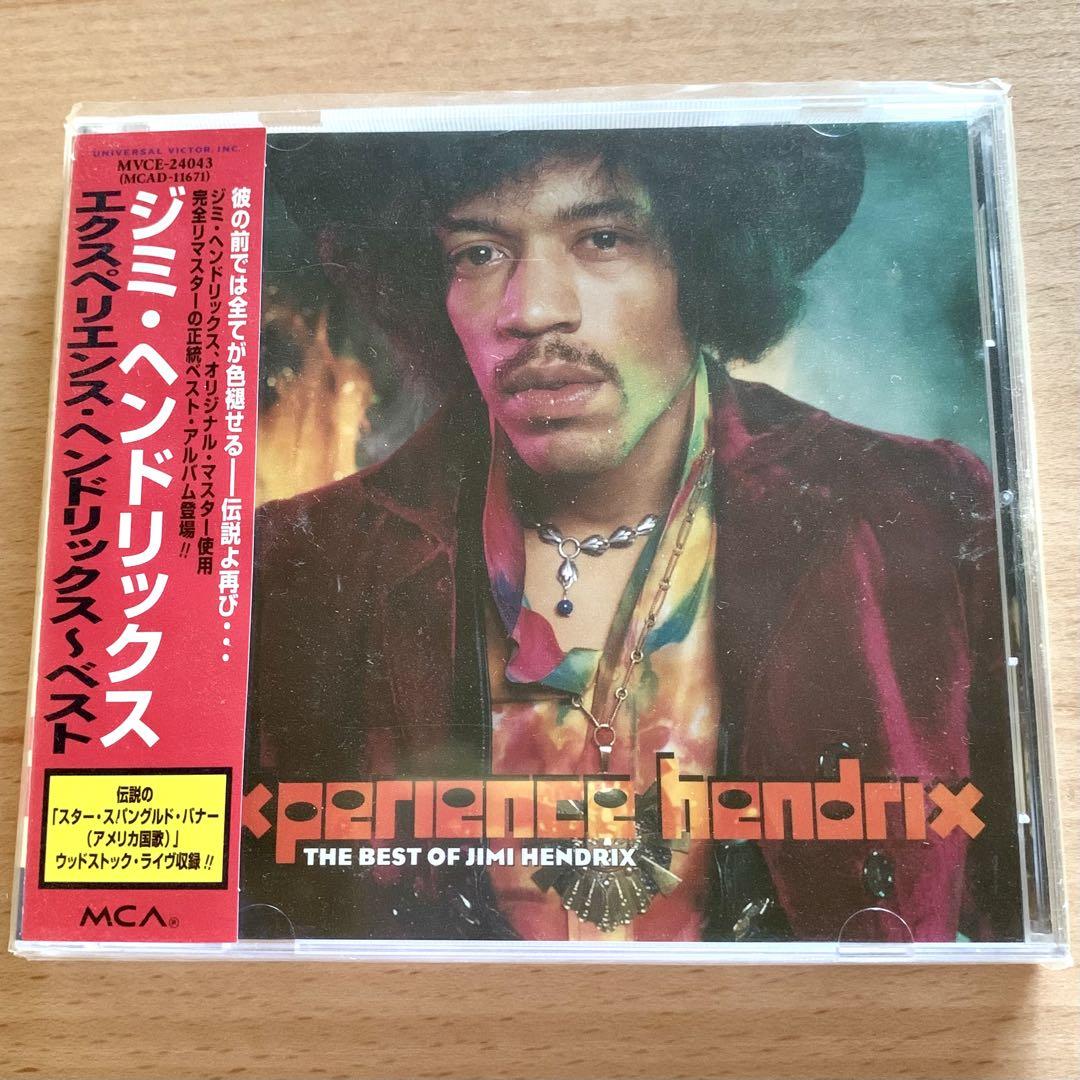 UNIVERSAL VICTOR, INC.
MVCE-24043
(MCAD-11671)
彼の前では全てが色褪せる——伝説よ再び・・・
ジミ・ヘンドリックス、オリジナル・マスター使用
完全リマスターの正統ベスト・アルバム登場!!
ジミ・ヘンドリックス
エクスペリエンス・ヘンドリックス〜ベスト
伝説の
「スター・スパングルド・バナー
(アメリカ国歌)」
ウッドストック・ライヴ収録!!
MCA®
xperience hendrix
THE BEST OF JIMI HENDRIX